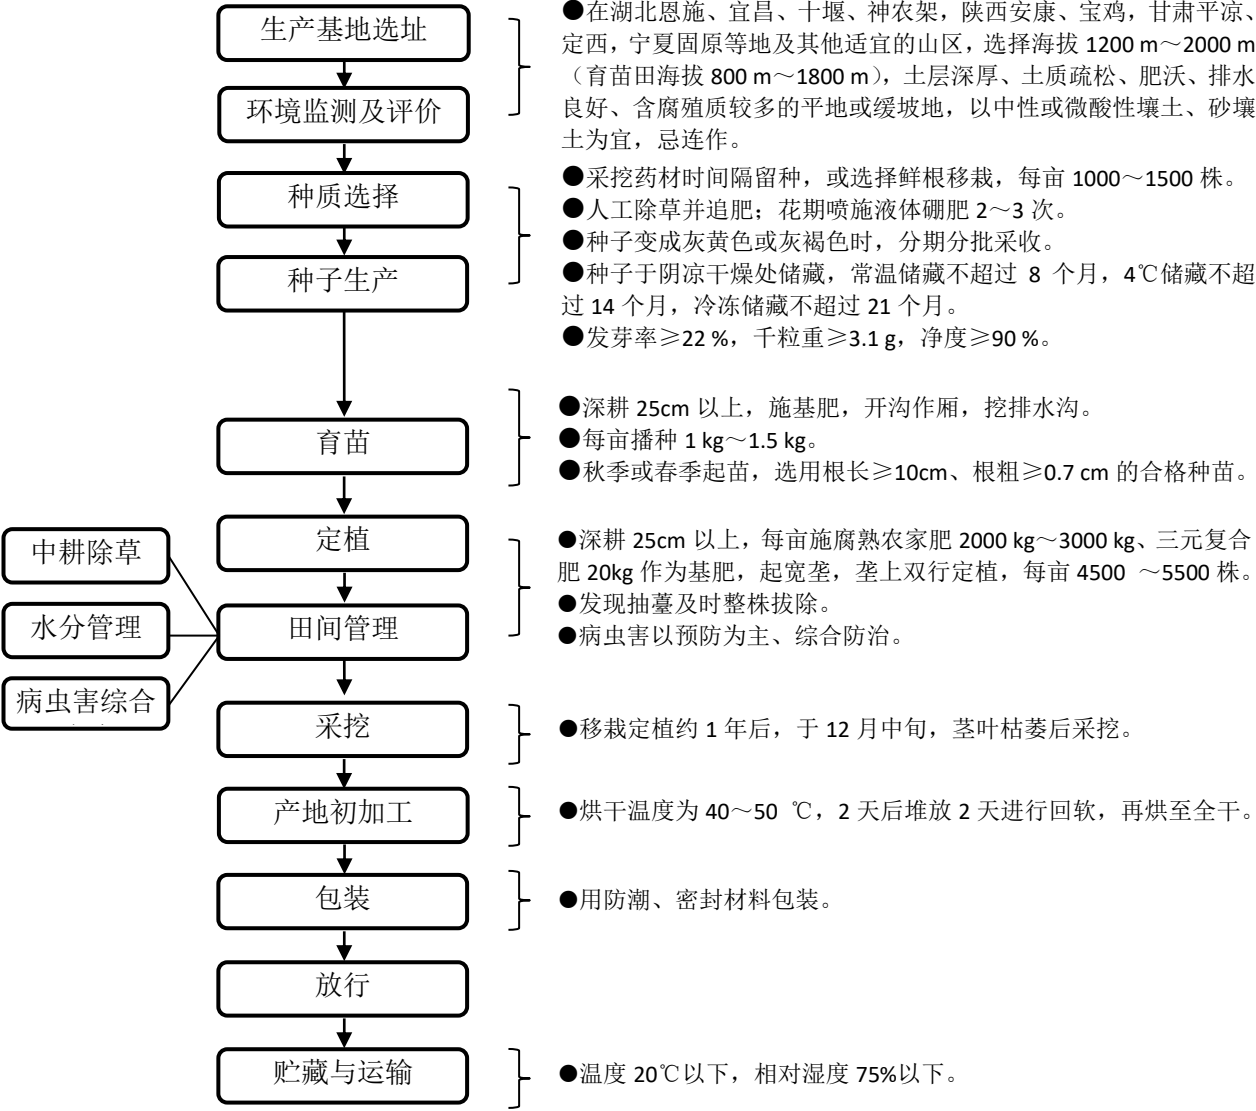 生产基地选址
环境监测及评价
●在湖北恩施、宜昌、十堰、神农架，陕西安康、宝鸡，甘肃平凉、
定西，宁夏固原等地及其他适宜的山区，选择海拔 1200 m～2000 m
（育苗田海拔 800 m～1800 m），土层深厚、土质疏松、肥沃、排水
良好、含腐殖质较多的平地或缓坡地，以中性或微酸性壤土、砂壤
土为宜，忌连作。
种质选择
种子生产
●采挖药材时间隔留种，或选择鲜根移栽，每亩 1000～1500 株。
●人工除草并追肥；花期喷施液体硼肥 2～3 次。
●种子变成灰黄色或灰褐色时，分期分批采收。
●种子于阴凉干燥处储藏，常温储藏不超过 8 个月，4℃储藏不超
过 14 个月，冷冻储藏不超过 21 个月。
●发芽率≥22 %，千粒重≥3.1 g，净度≥90 %。
育苗
●深耕 25cm 以上，施基肥，开沟作厢，挖排水沟。
●每亩播种 1 kg～1.5 kg。
●秋季或春季起苗，选用根长≥10cm、根粗≥0.7 cm 的合格种苗。
定植
田间管理
中耕除草
水分管理
病虫害综合
●深耕 25cm 以上，每亩施腐熟农家肥 2000 kg～3000 kg、三元复合
肥 20kg 作为基肥，起宽垄，垄上双行定植，每亩 4500 ～5500 株。
●发现抽薹及时整株拔除。
●病虫害以预防为主、综合防治。
采挖
●移栽定植约 1 年后，于 12 月中旬，茎叶枯萎后采挖。
产地初加工
●烘干温度为 40～50 ℃，2 天后堆放 2 天进行回软，再烘至全干。
包装
●用防潮、密封材料包装。
放行
贮藏与运输
●温度 20℃以下，相对湿度 75%以下。